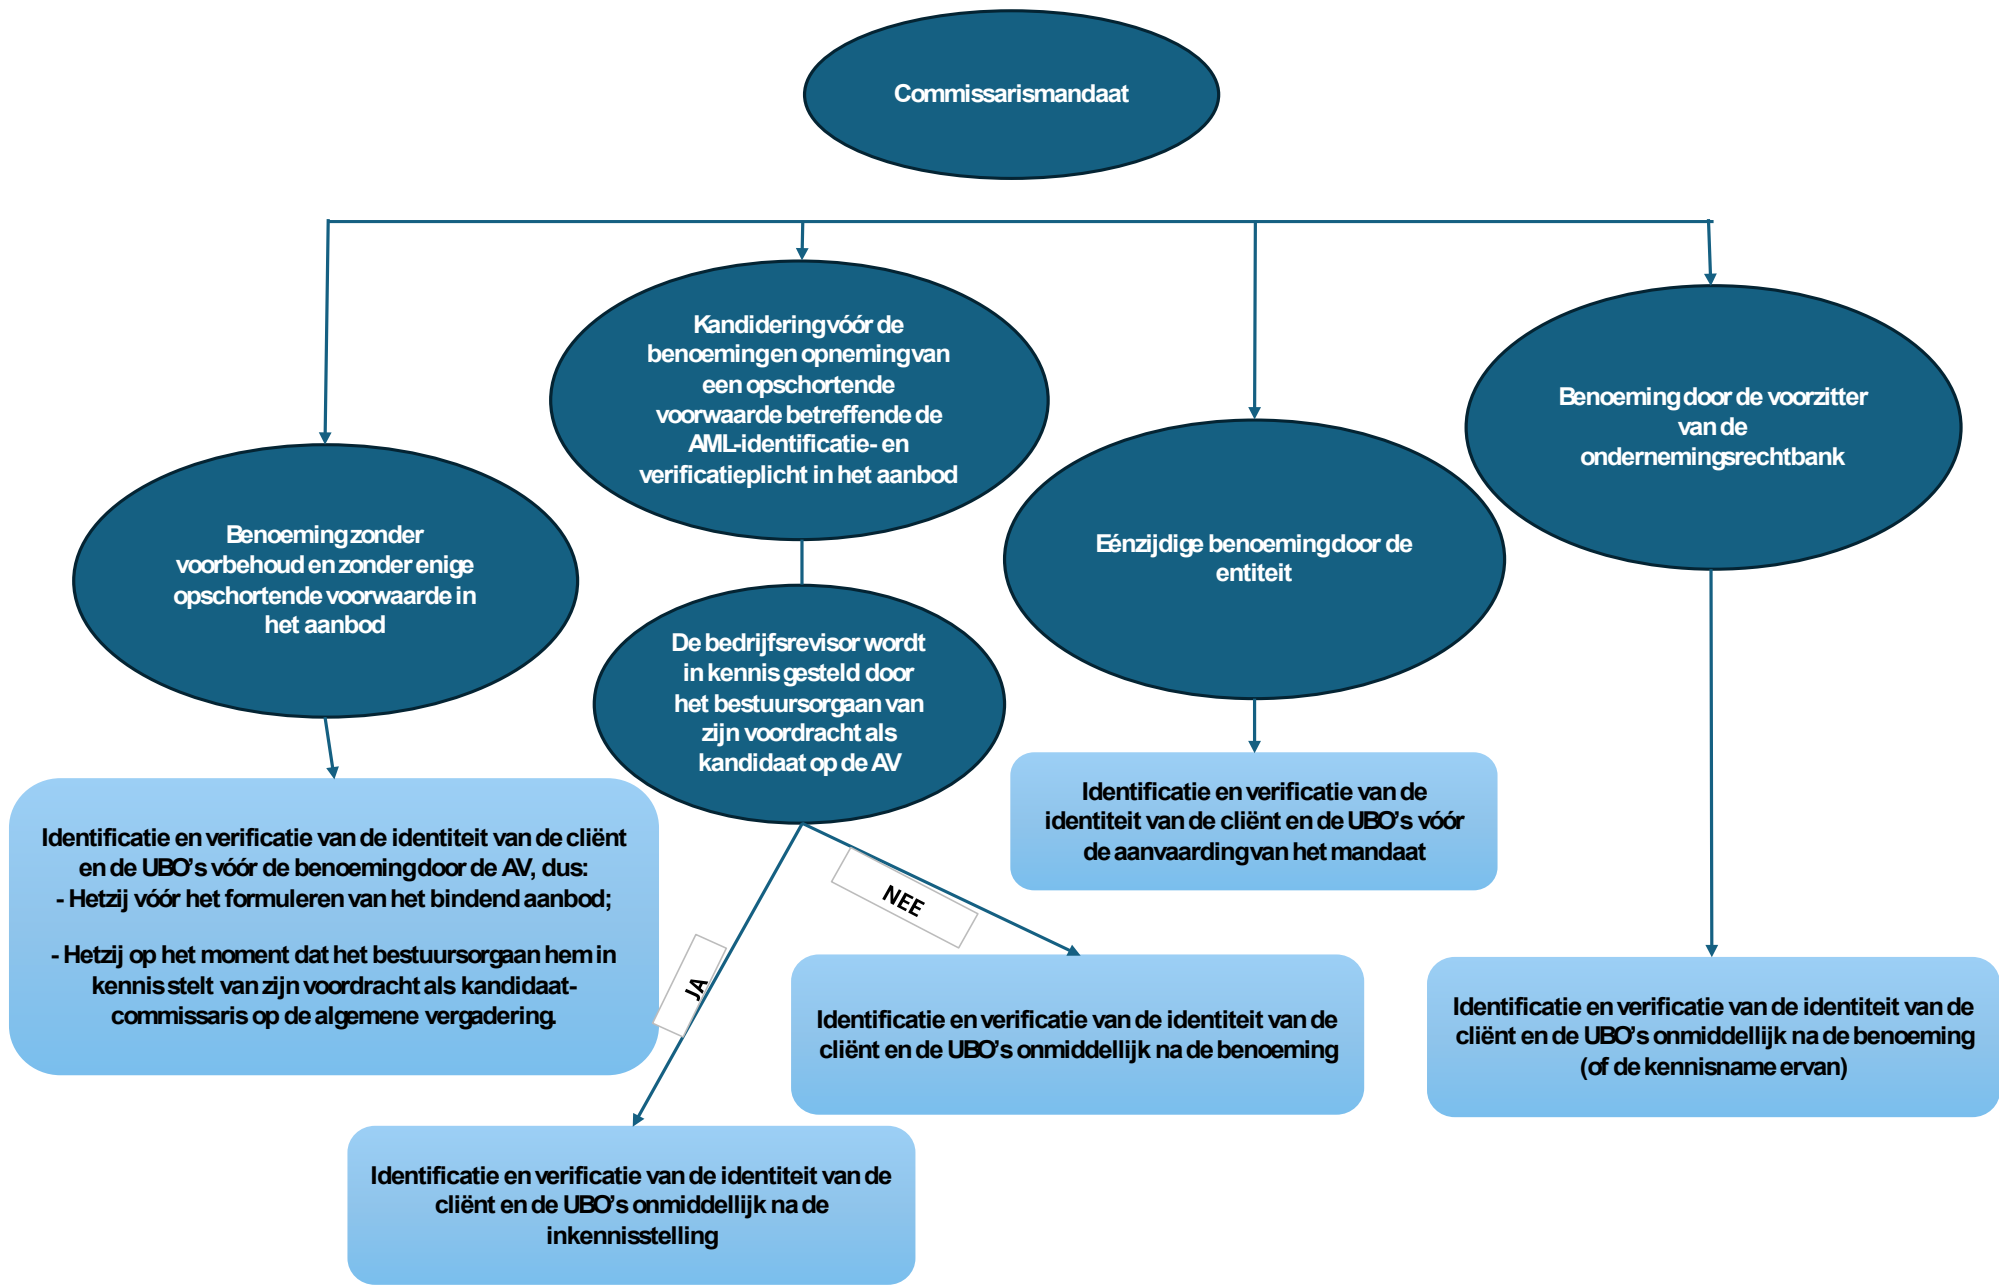 Commissarismandaat
Kandidering vóór de
benoeming en opneming van
een opschortende
voorwaarde betreffende de
AML-identificatie- en
verificatieplicht in het aanbod
Benoeming door de voorzitter
van de
ondernemingsrechtbank
Benoeming zonder
voorbehoud en zonder enige
opschortende voorwaarde in
het aanbod
Eénzijdige benoeming door de
entiteit
De bedrijfsrevisor wordt
in kennis gesteld door
het bestuursorgaan van
zijn voordracht als
kandidaat op de AV
Identificatie en verificatie van de
identiteit van de cliënt en de UBO's vóór
de aanvaarding van het mandaat
Identificatie en verificatie van de identiteit van de cliënt
en de UBO's vóór de benoeming door de AV, dus:
- Hetzij vóór het formuleren van het bindend aanbod;
- Hetzij op het moment dat het bestuursorgaan hem in
kennis stelt van zijn voordracht als kandidaat-
commissaris op de algemene vergadering.
NEE
JA
Identificatie en verificatie van de identiteit van de
cliënt en de UBO's onmiddellijk na de benoeming
Identificatie en verificatie van de identiteit van de
cliënt en de UBO's onmiddellijk na de benoeming
(of de kennisname ervan)
Identificatie en verificatie van de identiteit van de
cliënt en de UBO's onmiddellijk na de
inkennisstelling